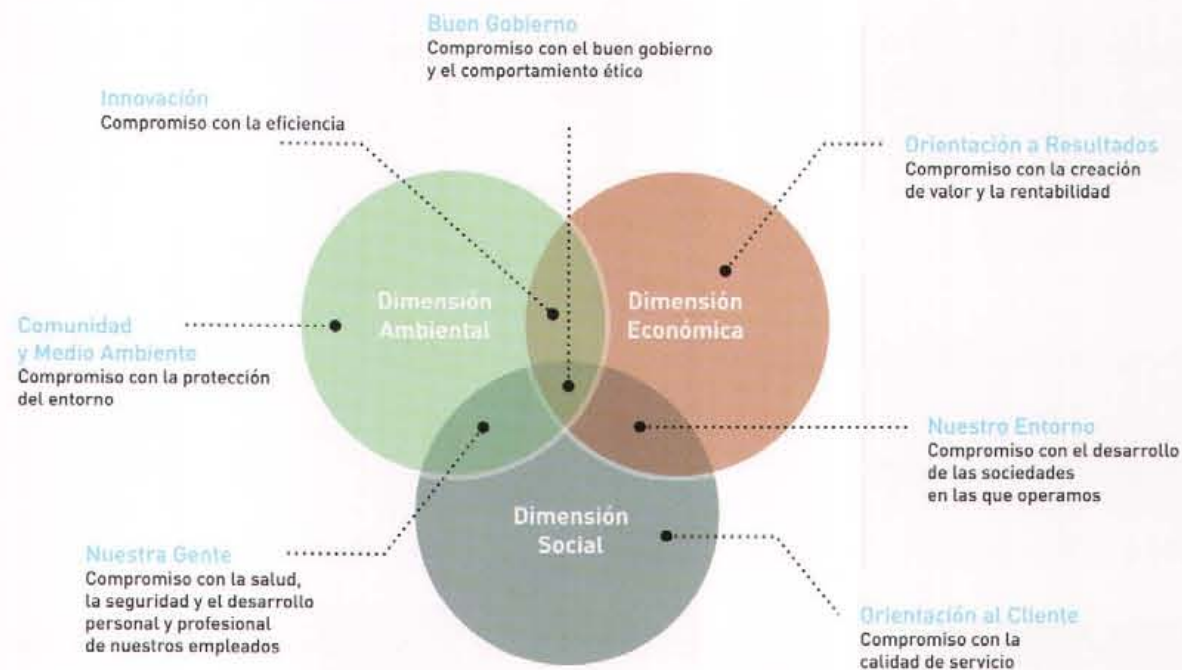 Buen Gobierno
Compromiso con el buen gobierno
y el comportamiento ético
Innovación
Compromiso con la eficiencia
Orientación a Resultados
Compromiso con la creación
de valor y la rentabilidad
Dimensión
Ambiental
Dimensión
Económica
Comunidad
y Medio Ambiente
Compromiso con la protección
del entorno
Nuestro Entorno
Compromiso con el desarrollo
de las sociedades
en las que operamos
Dimensión
Social
Nuestra Gente
Compromiso con la salud,
la seguridad y el desarrollo
personal y profesional
de nuestros empleados
Orientación al Cliente
Compromiso con la
calidad de servicio